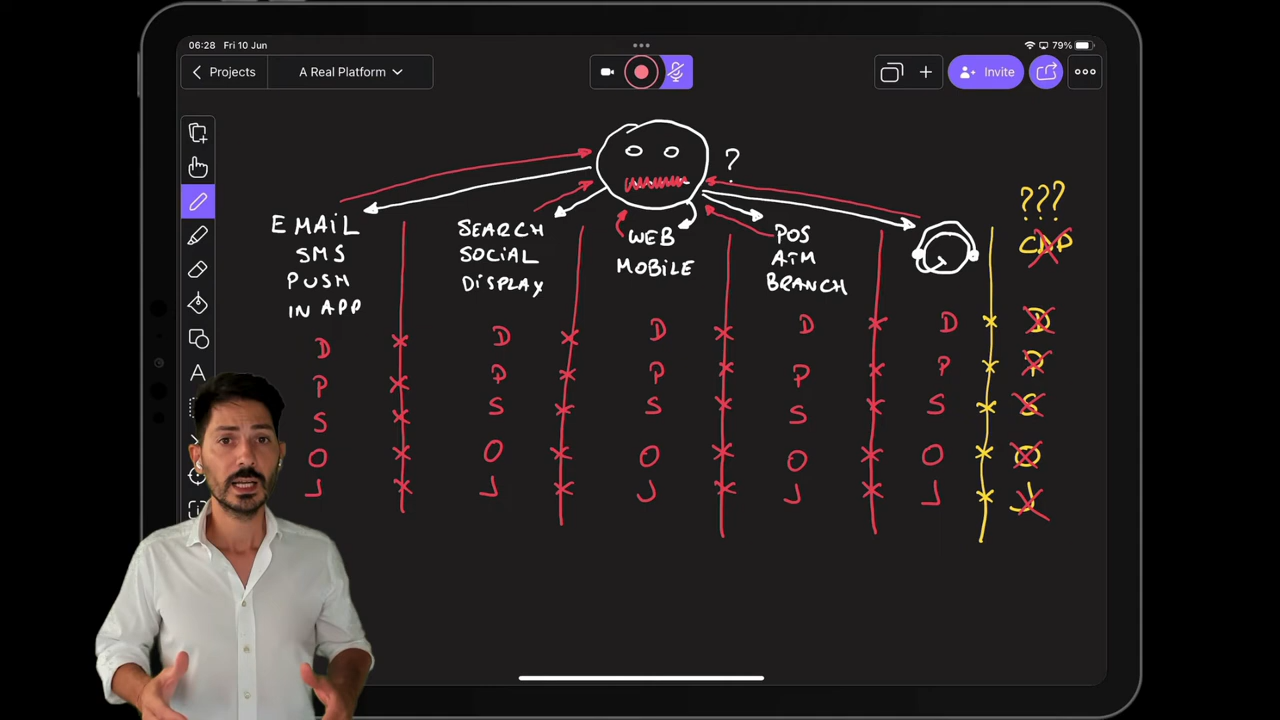 06:28 Fri 10 Jun
79%
Projects
A Real Platform
Invite
?
EMAIL
SMS
PUSH
IN APP
SEARCH
SOCIAL
DISPLAY
WEB
MOBILE
POS
ATM
BRANCH
???
CDP
D D D D D D
P P P P P P
S S S S S S
O O O O O O
J J J J J J
A